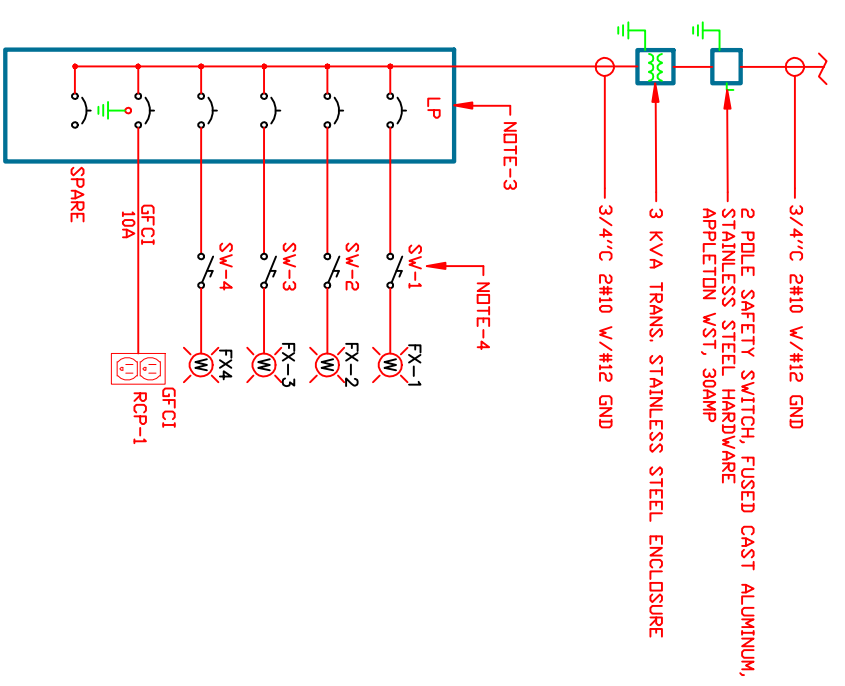 3/4"C 2#10 W/#12 GND
2 POLE SAFETY SWITCH, FUSED CAST ALUMINUM,
STAINLESS STEEL HARDWARE
APPLETON WST, 30AMP
3 KVA TRANS. STAINLESS STEEL ENCLOSURE
3/4"C 2#10 W/#12 GND
NOTE-3
LP
NOTE-4
SW-1
FX-1
W
SW-2
FX-2
W
SW-3
FX-3
W
SW-4
FX4
W
GFCI
10A
GFCI
RCP-1
SPARE